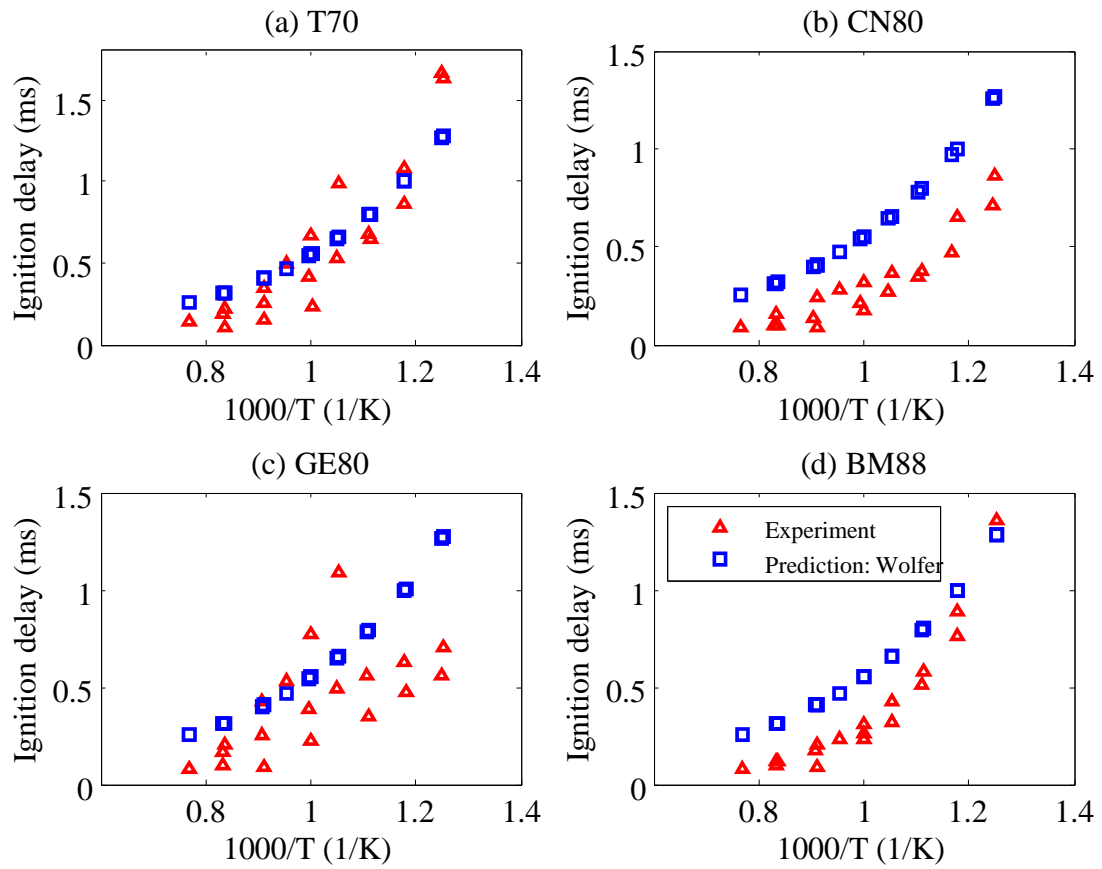 (a) T70
Ignition delay (ms)
1.5
1
0.5
0
0.8
1
1.2
1.4
1000/T (1/K)
(b) CN80
Ignition delay (ms)
1.5
1
0.5
0
0.8
1
1.2
1.4
1000/T (1/K)
(c) GE80
Ignition delay (ms)
1.5
1
0.5
0
0.8
1
1.2
1.4
1000/T (1/K)
(d) BM88
Ignition delay (ms)
1.5
1
0.5
0
Experiment
Prediction: Wolfer
0.8
1
1.2
1.4
1000/T (1/K)